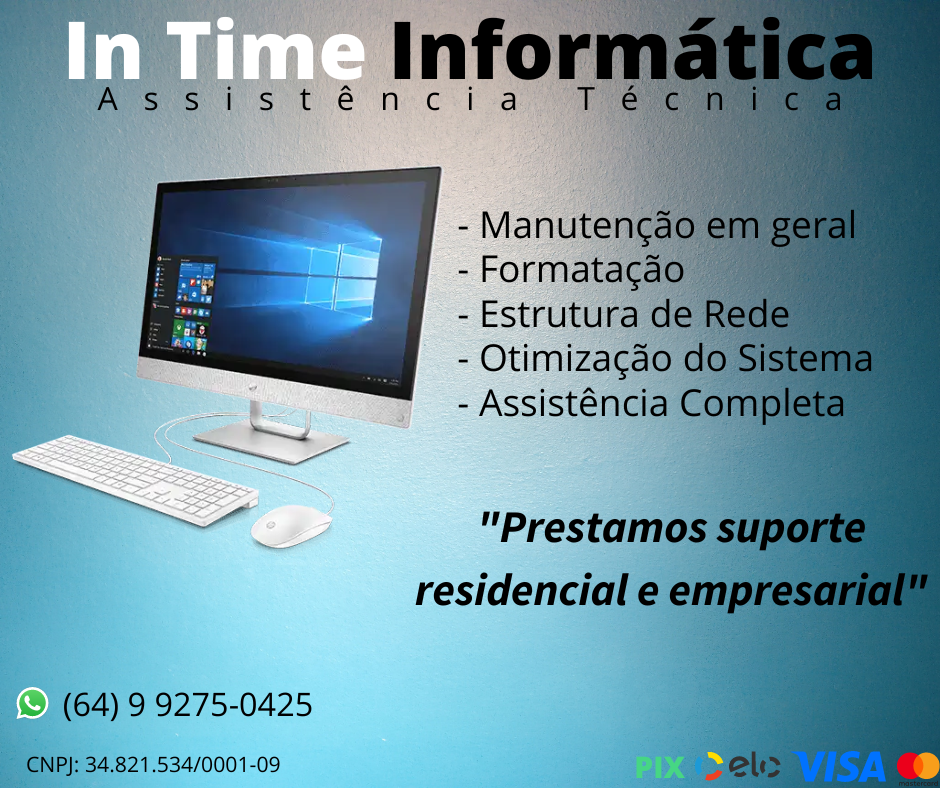 In Time Informática
Assistência Técnica
- Manutenção em geral
- Formatação
- Estrutura de Rede
- Otimização do Sistema
- Assistência Completa
"Prestamos suporte
residencial e empresarial"
(64) 9 9275-0425
CNPJ: 34.821.534/0001-09
PIX elo VISA mastercard